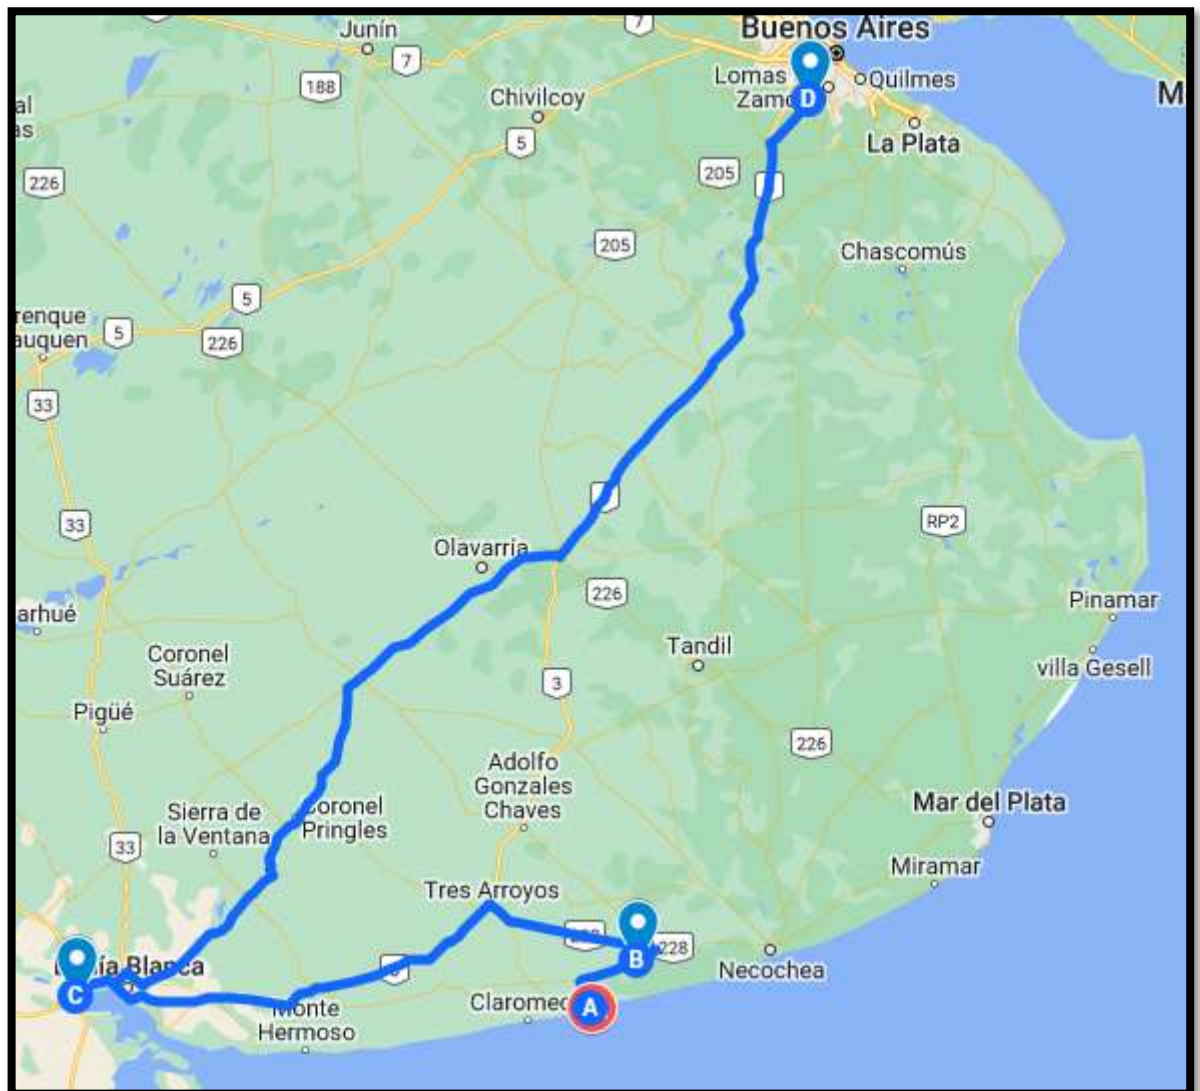 Buenos Aires
Junín
7
7
188
Lomas
Zamo
D
Quilmes
M
al
as
Chivilcoy
5
La Plata
226
205
205
Chascomús
5
renque
auquen
5
226
33
33
RP2
Olavarría
226
arhué
Pinamar
Coronel
Suárez
Tandil
villa Gesell
3
Pigüé
226
Adolfo
Gonzales
Chaves
Sierra de
la Ventana
Coronel
Pringles
Mar del Plata
33
Miramar
Tres Arroyos
228
B
Necochea
ía Blanca
C
Monte
Hermoso
Claromec
A